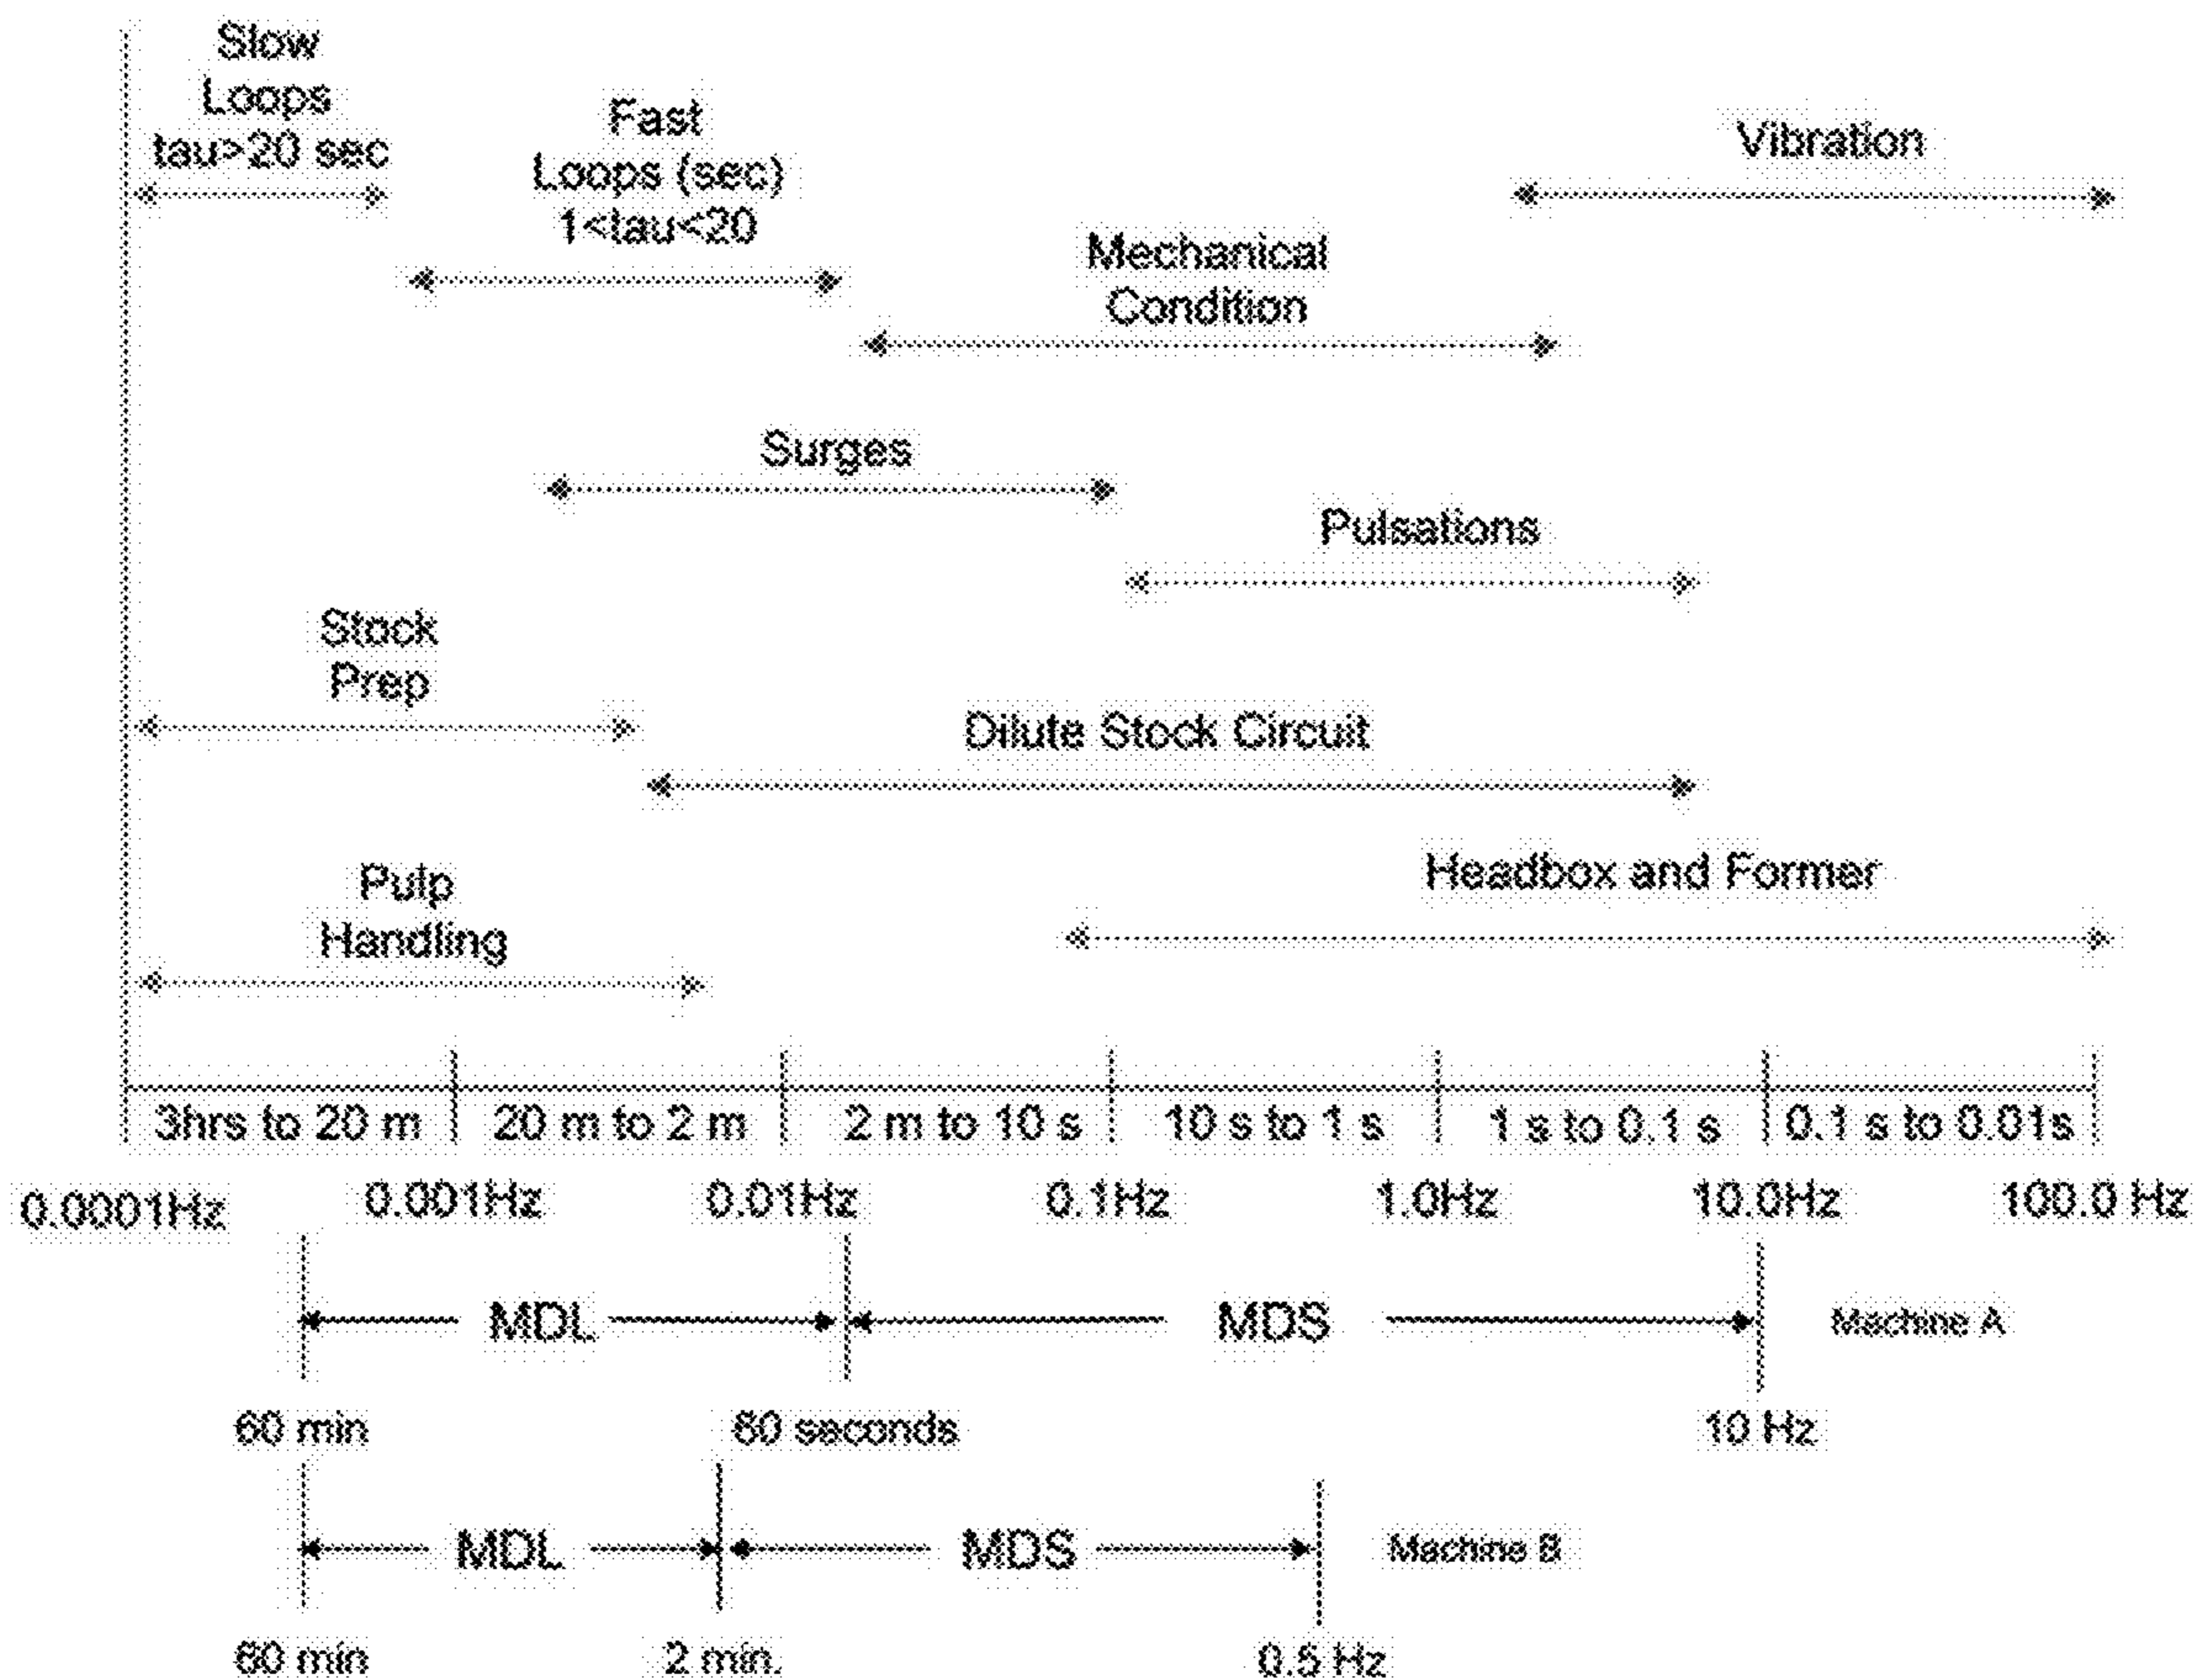 Slow
Loops
tau>20 sec
Fast
Loops (sec)
1<tau<20
Vibration
Mechanical
Condition
Surges
Pulsations
Stock
Prep
Dilute Stock Circuit
Headbox and Former
Pulp
Handling
3hrs to 20 m 20 m to 2 m 2 m to 10 s 10 s to 1 s 1 s to 0.1 s 0.1 s to 0.01s
0.0001Hz 0.001Hz 0.01Hz 0.1Hz 1.0Hz 10.0Hz 100.0 Hz
MDL MDS Machine A
60 min 60 seconds 10 Hz
MDL MDS Machine B
60 min 2 min. 0.5 Hz